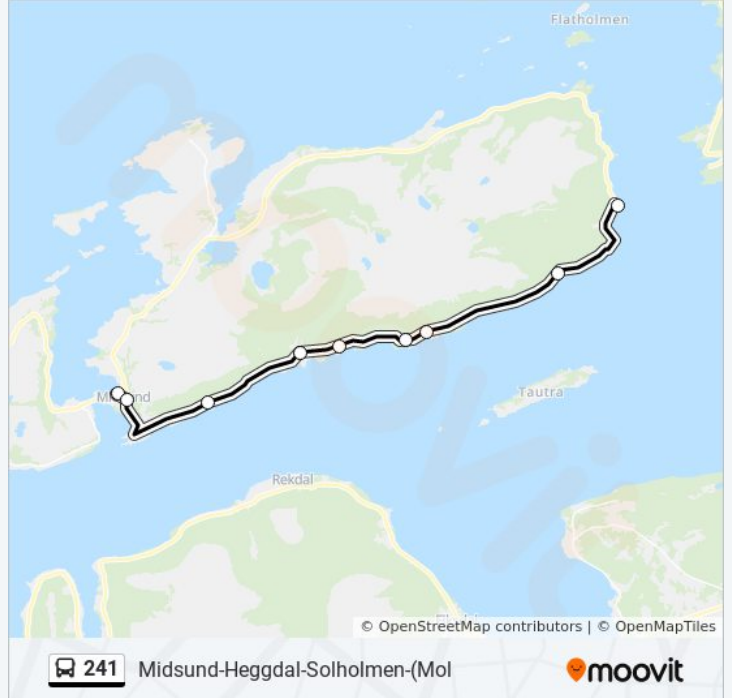 Flatholmen
Tautra
Rekdal
© OpenStreetMap contributors | © OpenMapTiles
241 Midsund-Heggdal-Solholmen-(Mol
moovit